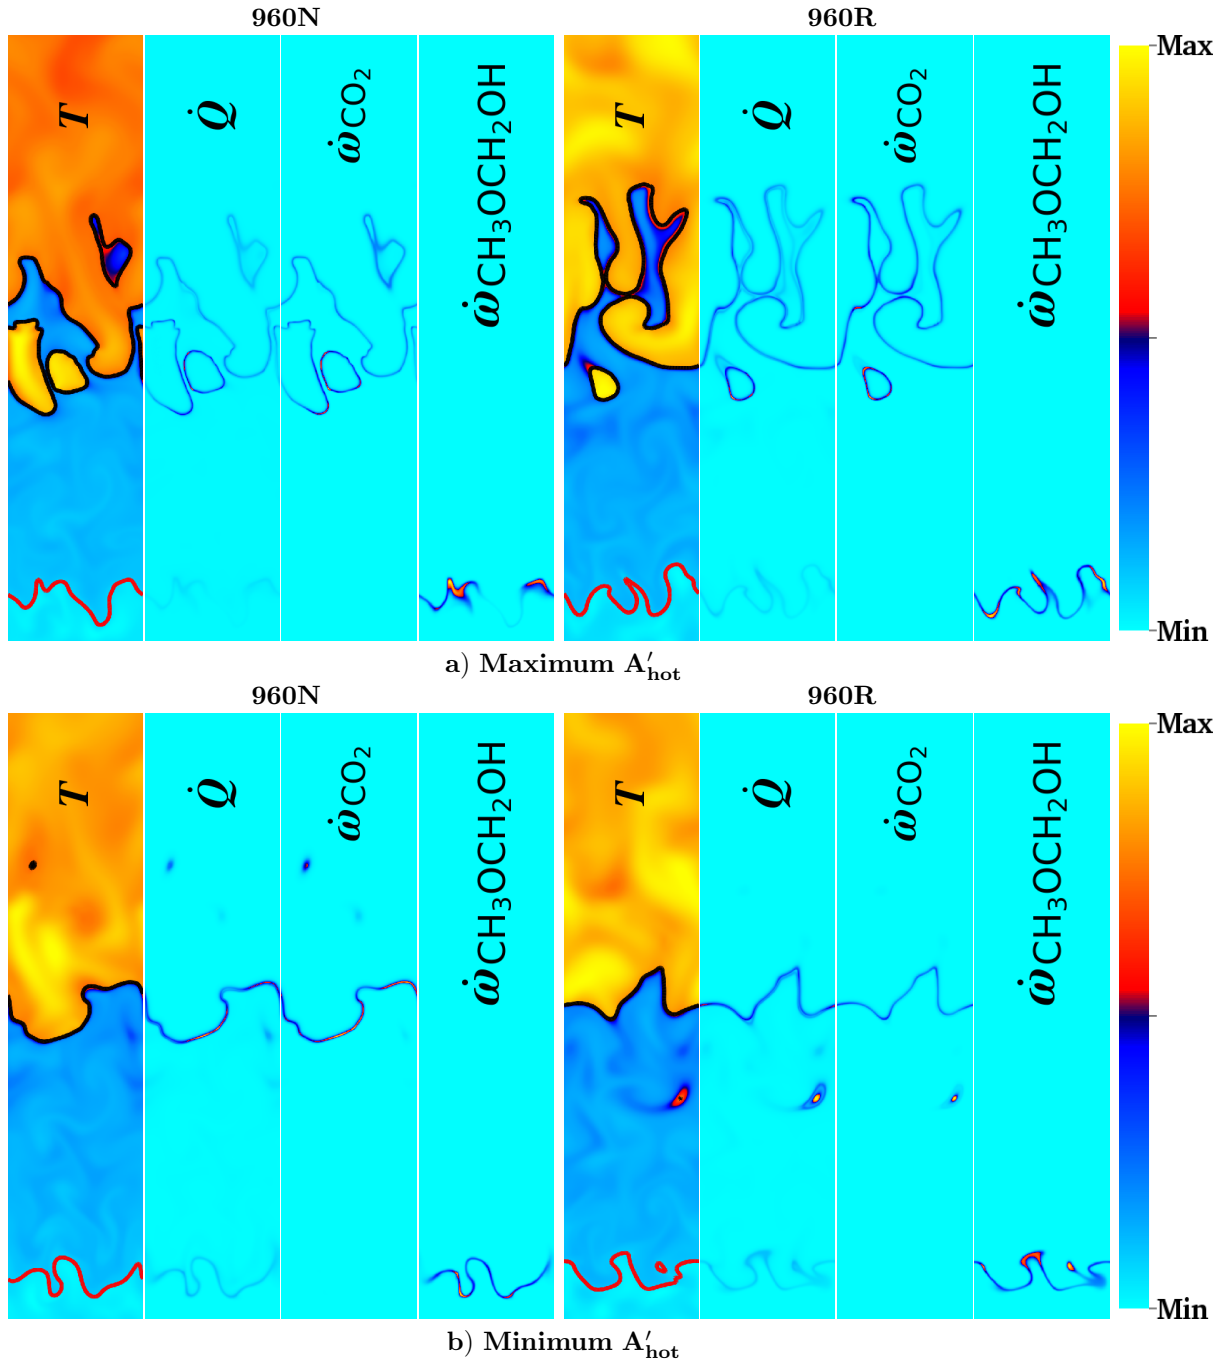 960N 960R
T Q̇ ω̇CO₂ ω̇CH₃OCH₂OH T Q̇ ω̇CO₂ ω̇CH₃OCH₂OH Max
Min
a) Maximum A′hot
960N 960R
T Q̇ ω̇CO₂ ω̇CH₃OCH₂OH T Q̇ ω̇CO₂ ω̇CH₃OCH₂OH Max
Min
b) Minimum A′hot